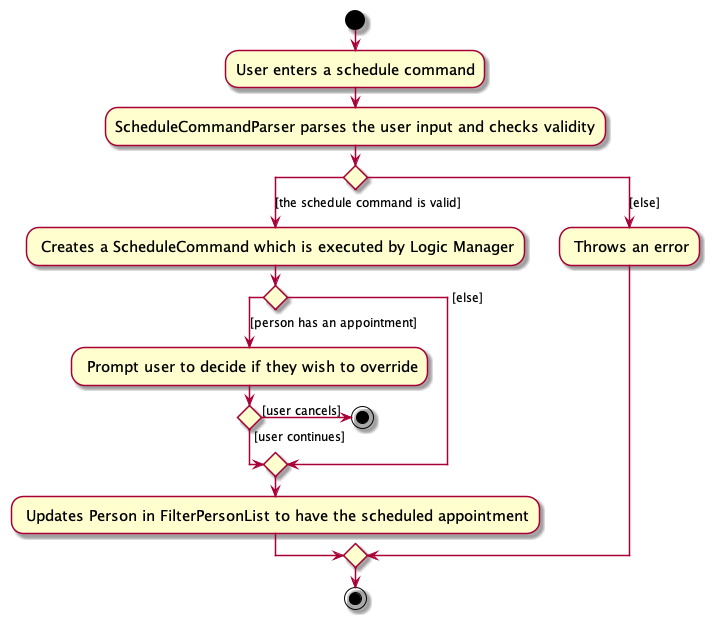 User enters a schedule command
ScheduleCommandParser parses the user input and checks validity
[the schedule command is valid]
[else]
Creates a ScheduleCommand which is executed by Logic Manager
Throws an error
[else]
[person has an appointment]
Prompt user to decide if they wish to override
[user cancels]
[user continues]
Updates Person in FilterPersonList to have the scheduled appointment